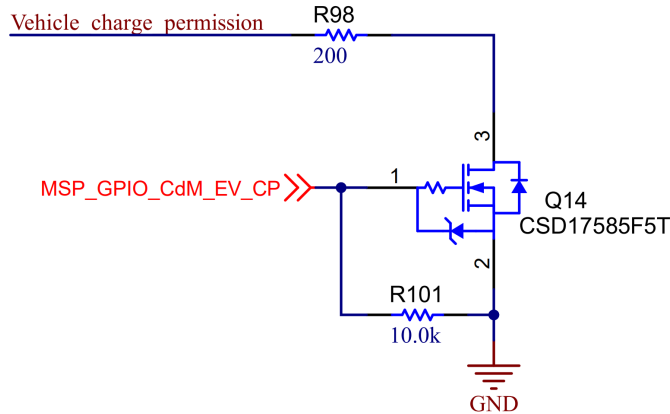 Vehicle charge permission
R98
200
3
MSP_GPIO_CdM_EV_CP
1
Q14
CSD17585F5T
2
R101
10.0k
GND